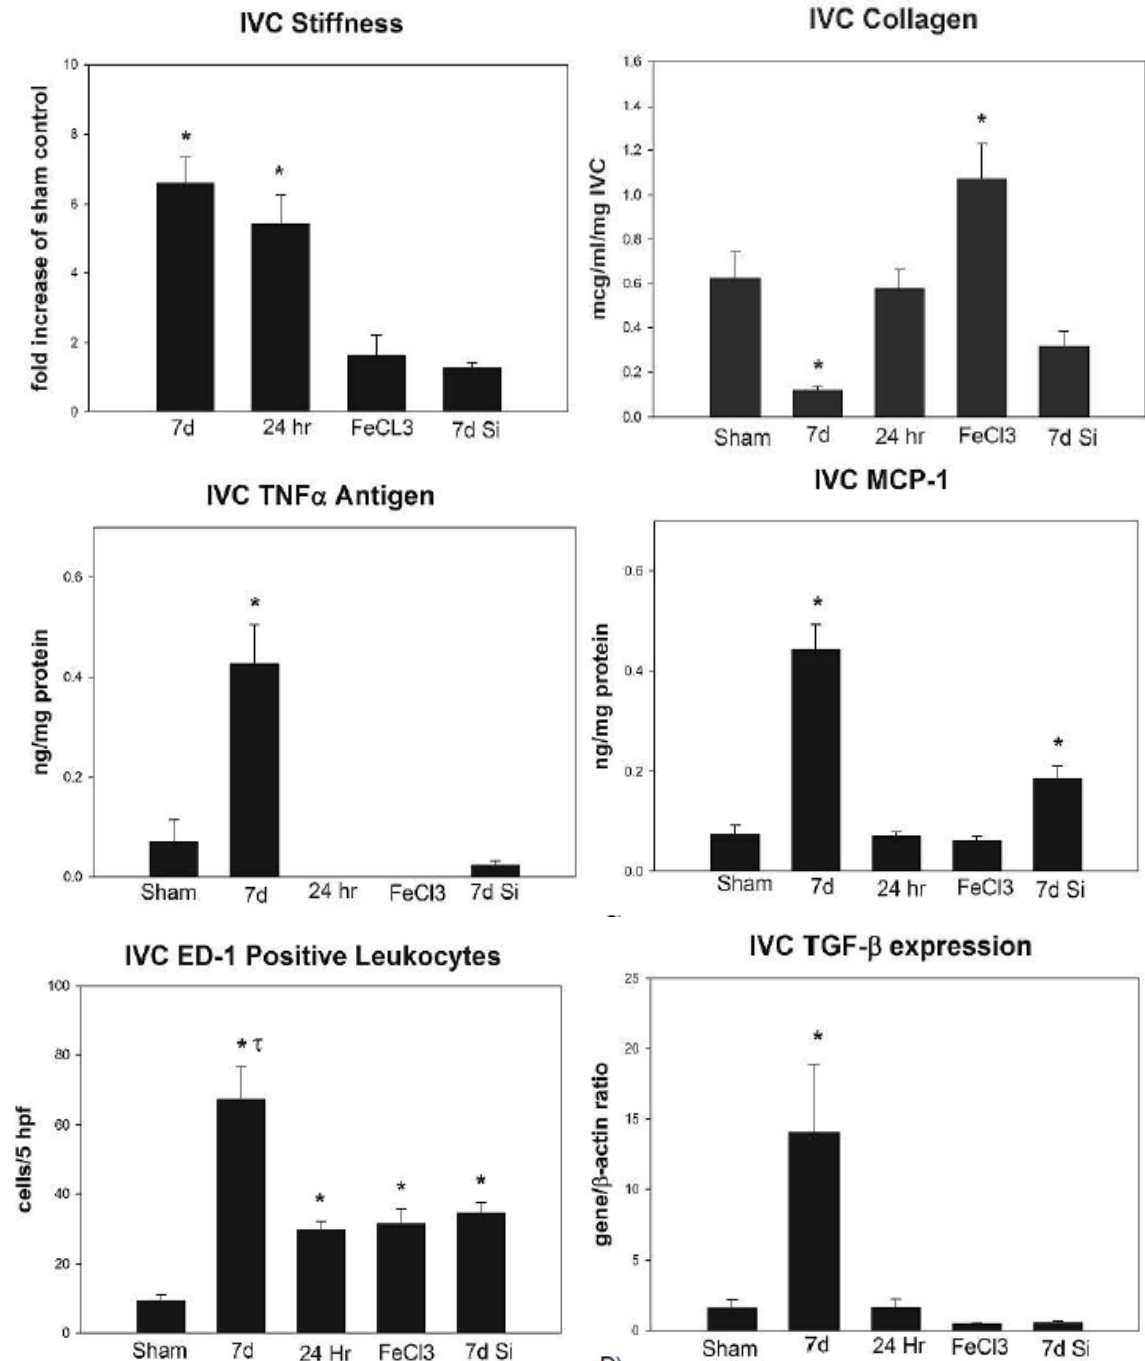 IVC Stiffness
fold increase of sham control
10
8
6
4
2
0
*
*
7d 24 hr FeCL3 7d Si
IVC Collagen
mcg/ml/mg IVC
1.6
1.4
1.2
1.0
0.8
0.6
0.4
0.2
0.0
*
*
Sham 7d 24 hr FeCl3 7d Si
IVC TNFα Antigen
ng/mg protein
0.6
0.4
0.2
0.0
*
Sham 7d 24 hr FeCl3 7d Si
IVC MCP-1
ng/mg protein
0.6
0.4
0.2
0.0
*
*
Sham 7d 24 hr FeCl3 7d Si
IVC ED-1 Positive Leukocytes
cells/5 hpf
100
80
60
40
20
0
* τ
*
*
*
Sham 7d 24 Hr FeCl3 7d Si
IVC TGF-β expression
gene/β-actin ratio
25
20
15
10
5
0
*
Sham 7d 24 Hr FeCl3 7d Si